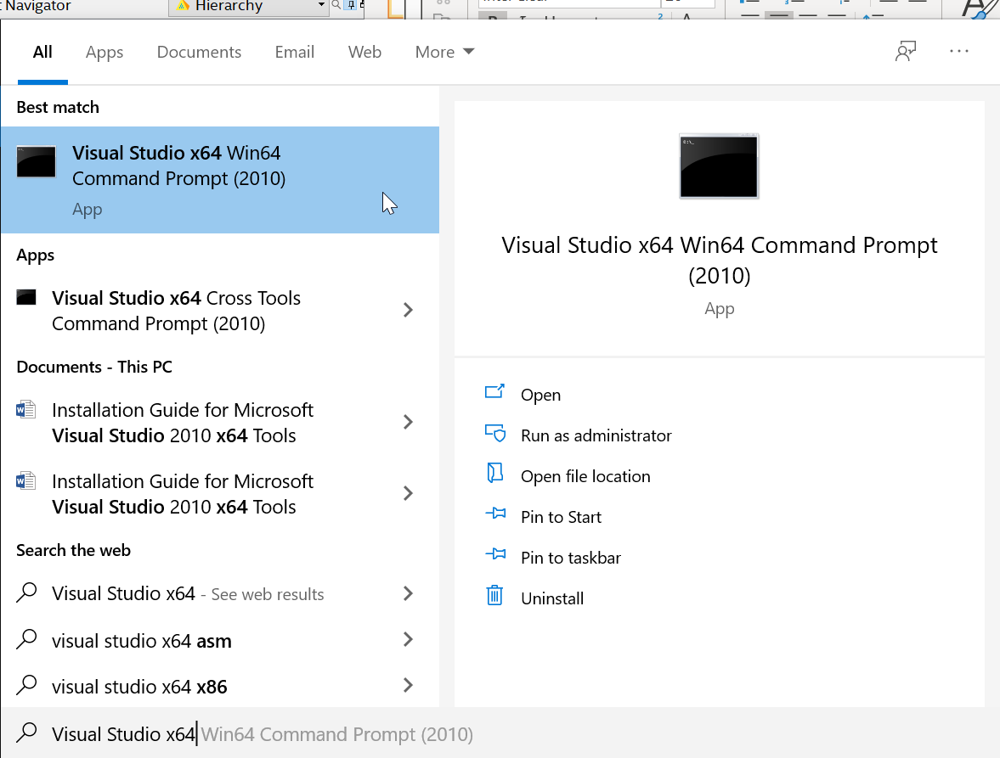 Navigator
Hierarchy
All
Apps
Documents
Email
Web
More
Best match
Visual Studio x64 Win64
Command Prompt (2010)
App
Apps
Visual Studio x64 Cross Tools
Command Prompt (2010)
Documents - This PC
Installation Guide for Microsoft
Visual Studio 2010 x64 Tools
Installation Guide for Microsoft
Visual Studio 2010 x64 Tools
Search the web
Visual Studio x64 - See web results
visual studio x64 asm
visual studio x64 x86
Visual Studio x64 Win64 Command Prompt (2010)
Visual Studio x64 Win64 Command Prompt
(2010)
App
Open
Run as administrator
Open file location
Pin to Start
Pin to taskbar
Uninstall